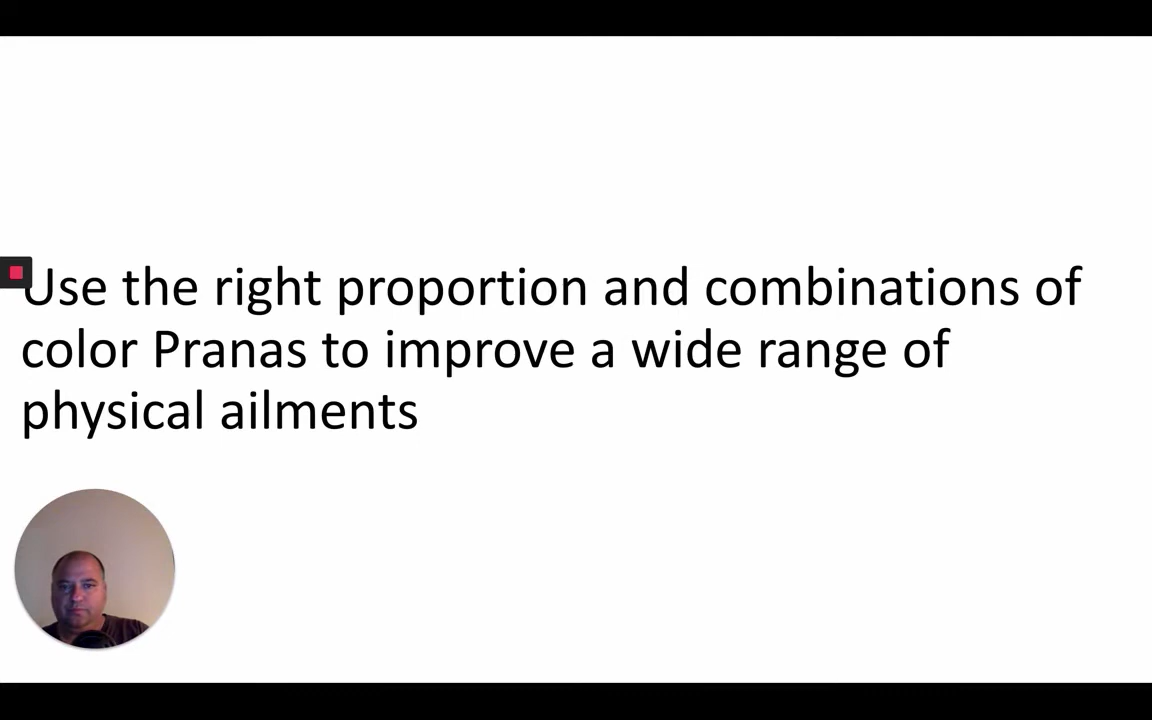 Use the right proportion and combinations of
color Pranas to improve a wide range of
physical ailments